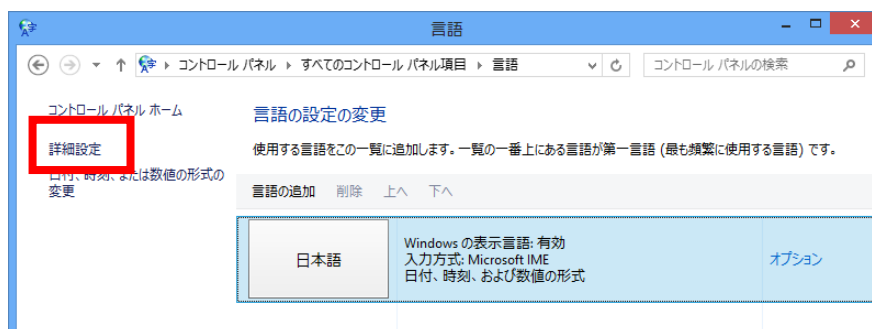 言語
コントロール パネル ▸ すべてのコントロール パネル項目 ▸ 言語
コントロール パネルの検索
コントロール パネル ホーム
詳細設定
日付、時刻、または数値の形式の
変更
言語の設定の変更
使用する言語をこの一覧に追加します。一覧の一番上にある言語が第一言語 (最も頻繁に使用する言語) です。
言語の追加 削除 上へ 下へ
日本語
Windows の表示言語: 有効
入力方式: Microsoft IME
日付、時刻、および数値の形式
オプション